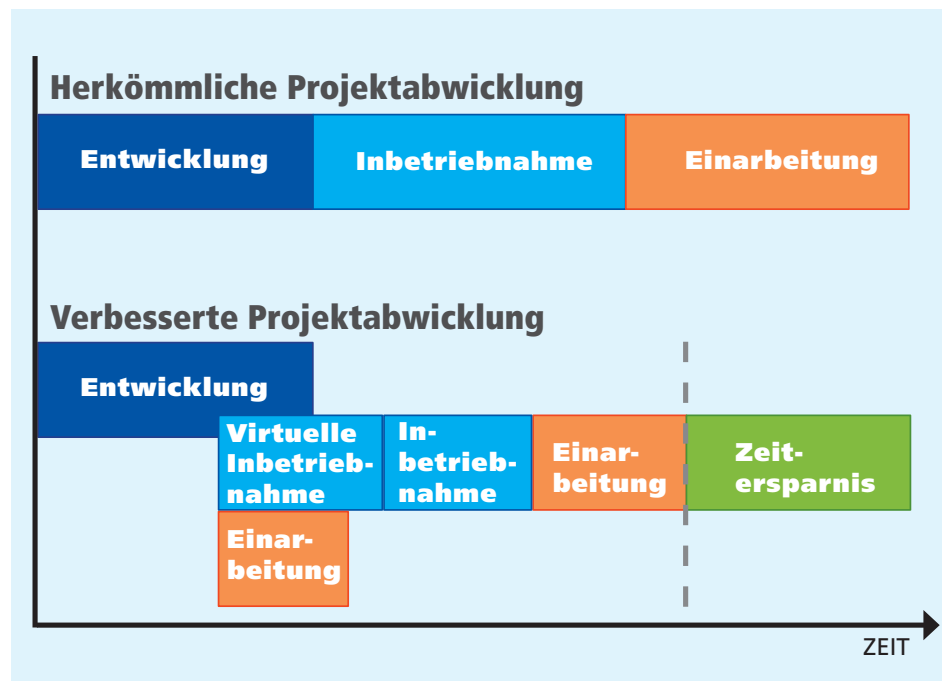 Herkömmliche Projektabwicklung
Entwicklung
Inbetriebnahme
Einarbeitung
Verbesserte Projektabwicklung
Entwicklung
Virtuelle
Inbetrieb-
nahme
In-
betrieb-
nahme
Einar-
beitung
Zeit-
ersparnis
Einar-
beitung
ZEIT